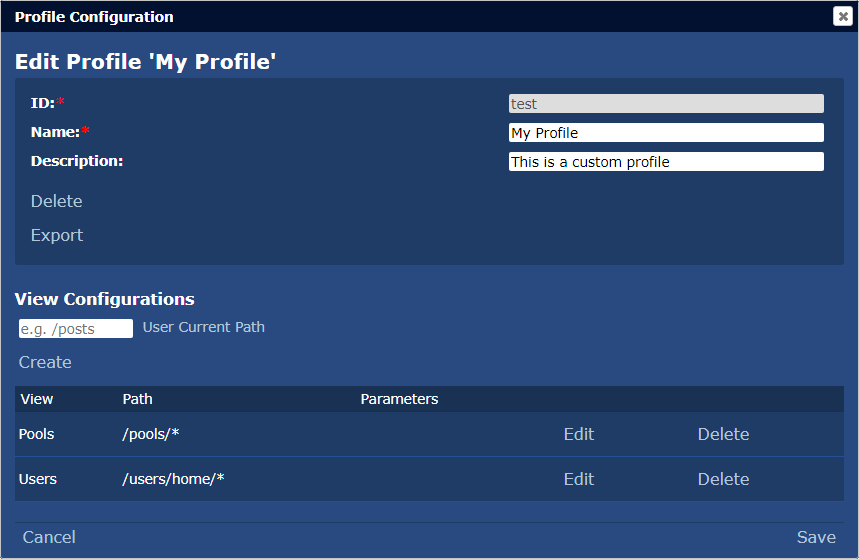 Profile Configuration
Edit Profile 'My Profile'
ID:* test
Name:* My Profile
Description: This is a custom profile
Delete
Export
View Configurations
e.g. /posts User Current Path
Create
View Path Parameters
Pools /pools/* Edit Delete
Users /users/home/* Edit Delete
Cancel Save